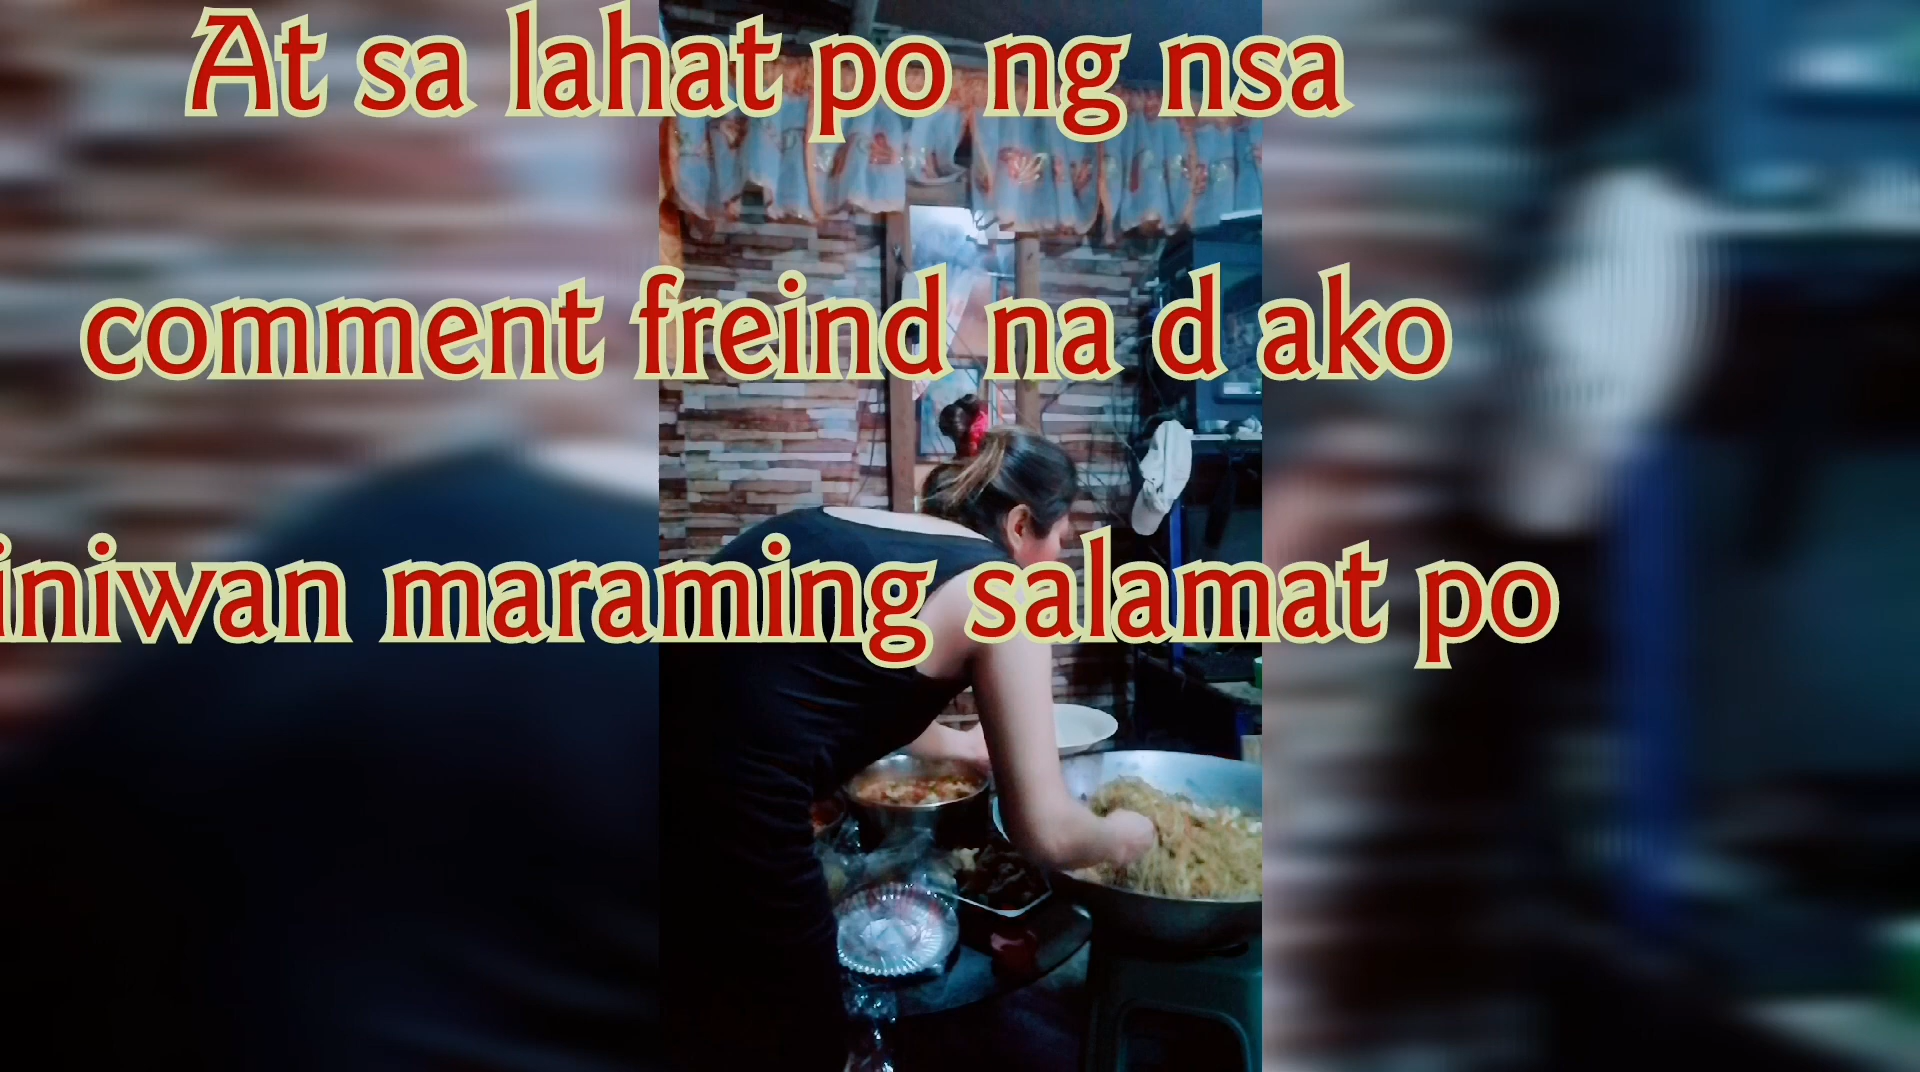 At sa lahat po ng nsa
comment freind na d ako
iniwan maraming salamat po